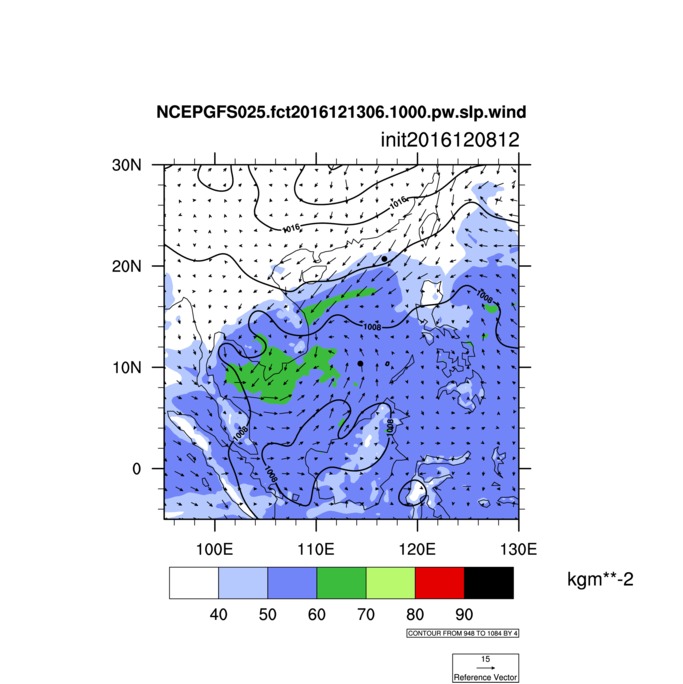 NCEPGFS025.fct2016121306.1000.pw.slp.wind
init2016120812
30N
20N
10N
0
1016
1016
1008
1008
1008
1008
1008
100E 110E 120E 130E
40 50 60 70 80 90
kgm**-2
CONTOUR FROM 948 TO 1084 BY 4
15
Reference Vector